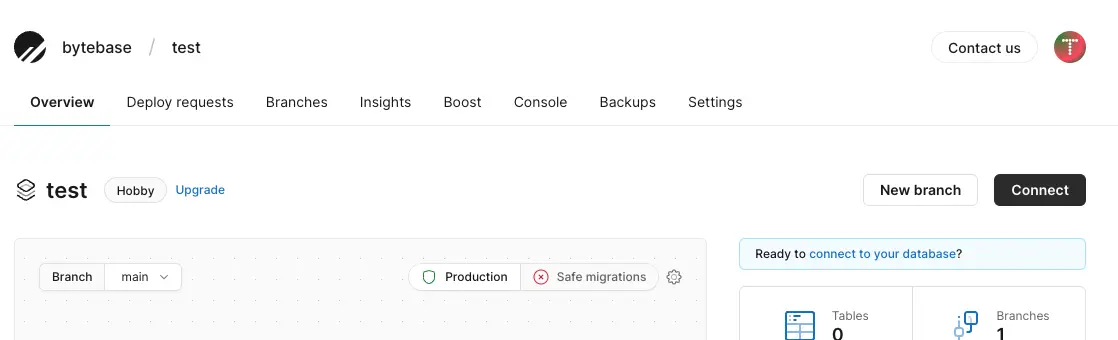 bytebase / test
Contact us
T
Overview Deploy requests Branches Insights Boost Console Backups Settings
test Hobby Upgrade
New branch Connect
Branch main
Production Safe migrations
Ready to connect to your database?
Tables
0
Branches
1